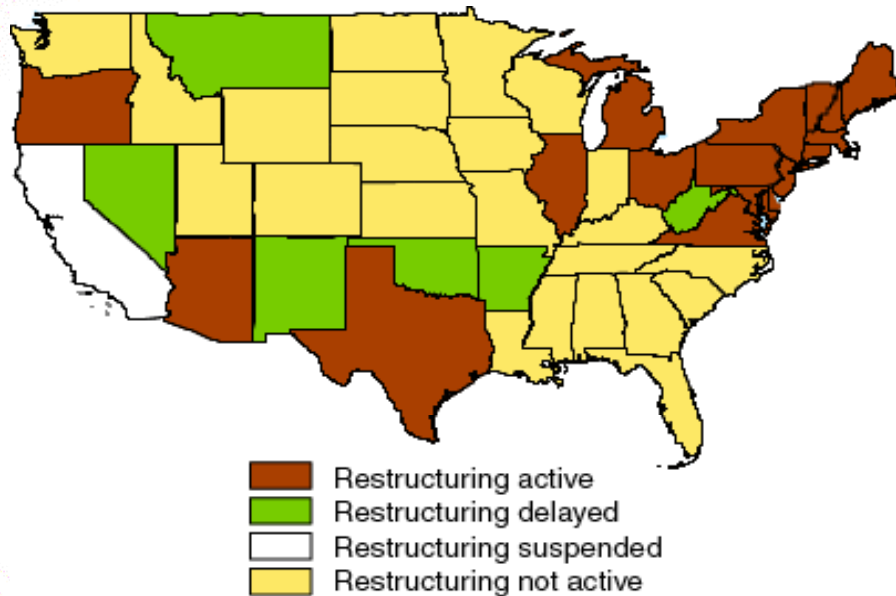 Restructuring active
Restructuring delayed
Restructuring suspended
Restructuring not active